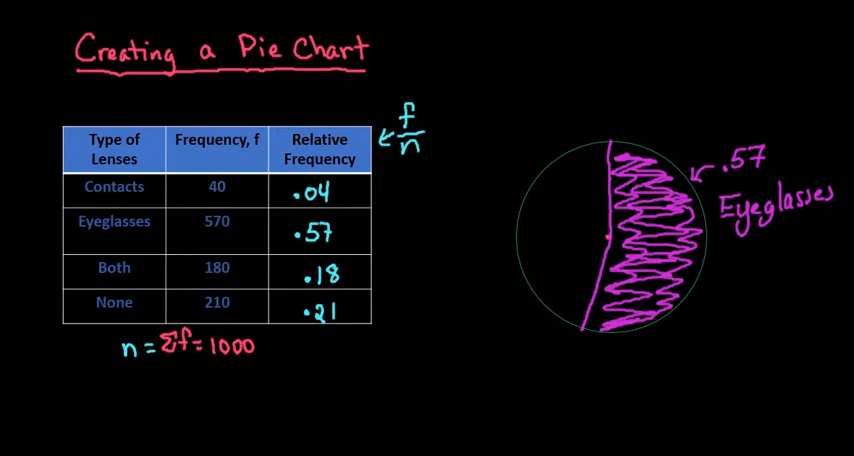 Creating a Pie Chart
f
n
Type of Lenses Frequency, f Relative Frequency
Contacts 40 .04
Eyeglasses 570 .57
Both 180 .18
None 210 .21
n = Σf = 1000
.57
Eyeglasses